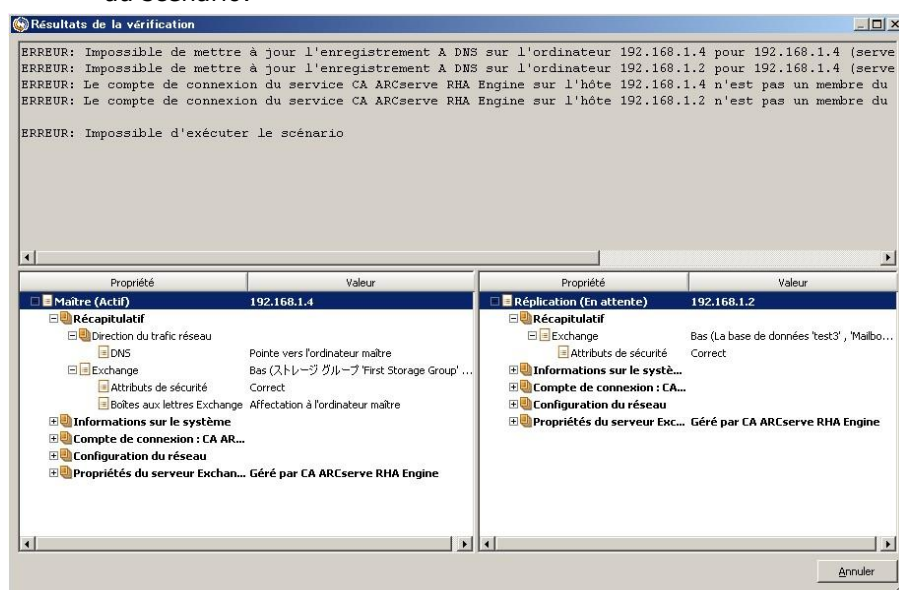 du scénario.
Résultats de la vérification
ERREUR: Impossible de mettre à jour l'enregistrement A DNS sur l'ordinateur 192.168.1.4 pour 192.168.1.4 (serve
ERREUR: Impossible de mettre à jour l'enregistrement A DNS sur l'ordinateur 192.168.1.2 pour 192.168.1.4 (serve
ERREUR: Le compte de connexion du service CA ARCserve RHA Engine sur l'hôte 192.168.1.4 n'est pas un membre du
ERREUR: Le compte de connexion du service CA ARCserve RHA Engine sur l'hôte 192.168.1.2 n'est pas un membre du
ERREUR: Impossible d'exécuter le scénario
Propriété Valeur
Maître (Actif) 192.168.1.4
Récapitulatif
Direction du trafic réseau
DNS Pointe vers l'ordinateur maître
Exchange Bas (ストレージ グループ 'First Storage Group' ...
Attributs de sécurité Correct
Boîtes aux lettres Exchange Affectation à l'ordinateur maître
Informations sur le système
Compte de connexion : CA AR...
Configuration du réseau
Propriétés du serveur Exchan... Géré par CA ARCserve RHA Engine
Propriété Valeur
Réplication (En attente) 192.168.1.2
Récapitulatif
Exchange Bas (La base de données 'test3' , 'Mailbo...
Attributs de sécurité Correct
Informations sur le systè...
Compte de connexion : CA...
Configuration du réseau
Propriétés du serveur Exc... Géré par CA ARCserve RHA Engine
Annuler